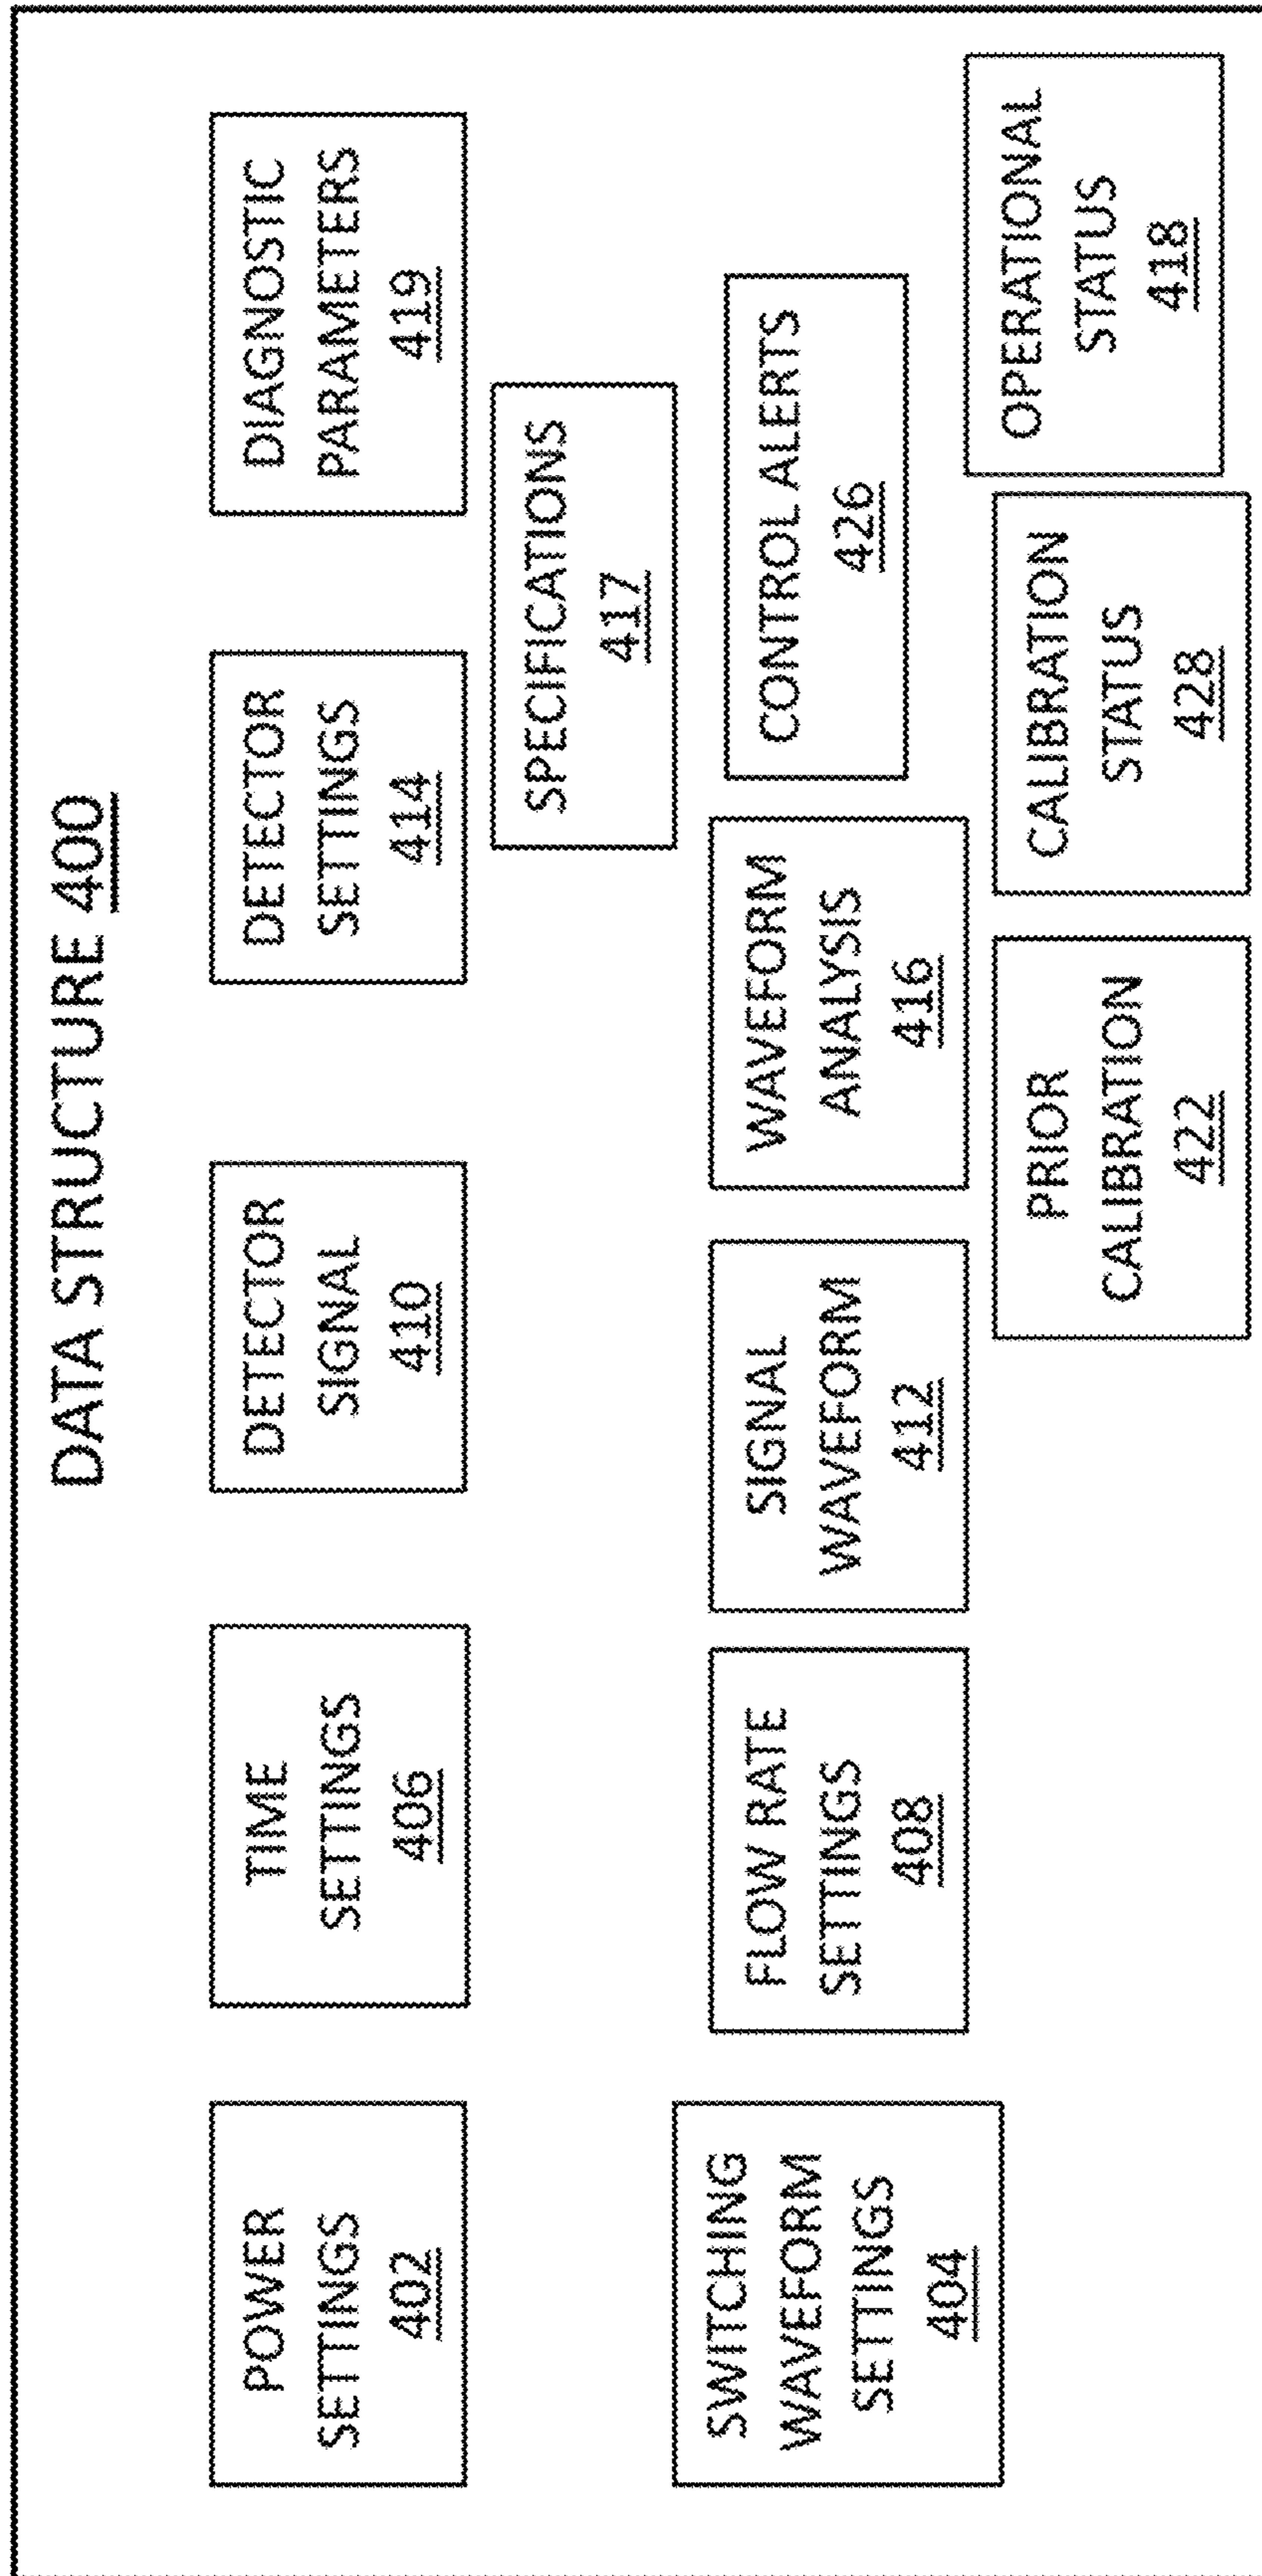 DATA STRUCTURE 400
POWER
SETTINGS
402
TIME
SETTINGS
406
DETECTOR
SIGNAL
410
DETECTOR
SETTINGS
414
DIAGNOSTIC
PARAMETERS
419
SPECIFICATIONS
417
SWITCHING
WAVEFORM
SETTINGS
404
FLOW RATE
SETTINGS
408
SIGNAL
WAVEFORM
412
WAVEFORM
ANALYSIS
416
CONTROL ALERTS
426
PRIOR
CALIBRATION
422
CALIBRATION
STATUS
428
OPERATIONAL
STATUS
418